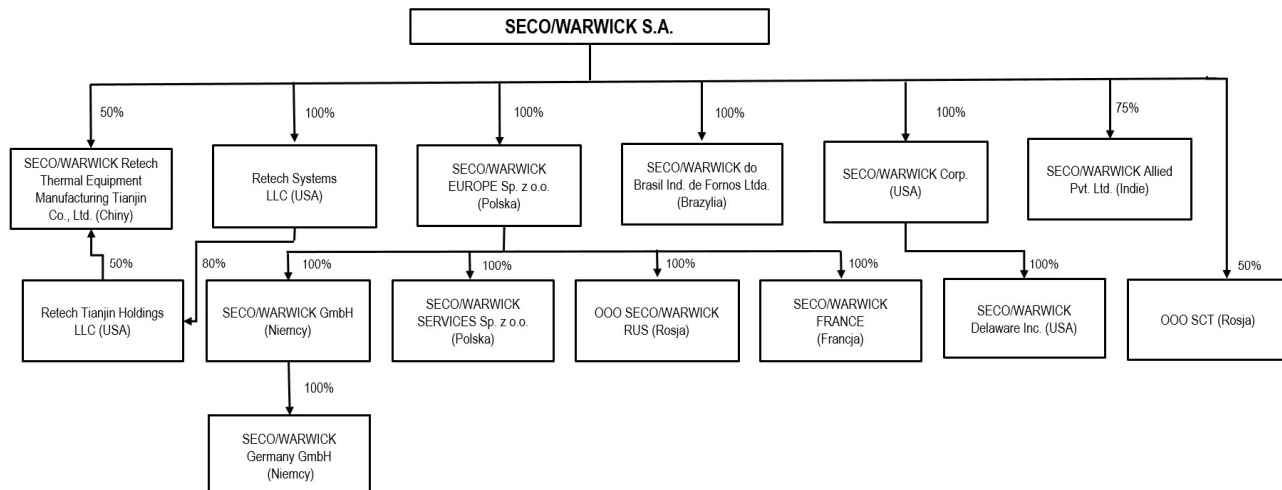 SECO/WARWICK S.A.
50%
100%
100%
100%
100%
75%
SECO/WARWICK Retech
Thermal Equipment
Manufacturing Tianjin
Co., Ltd. (Chiny)
Retech Systems
LLC (USA)
SECO/WARWICK
EUROPE Sp. z o.o.
(Polska)
SECO/WARWICK do
Brasil Ind. de Fornos Ltda.
(Brazylia)
SECO/WARWICK Corp.
(USA)
SECO/WARWICK Allied
Pvt. Ltd. (Indie)
50%
80%
100%
100%
100%
100%
100%
50%
Retech Tianjin Holdings
LLC (USA)
SECO/WARWICK GmbH
(Niemcy)
SECO/WARWICK
SERVICES Sp. z o.o.
(Polska)
OOO SECO/WARWICK
RUS (Rosja)
SECO/WARWICK
FRANCE
(Francja)
SECO/WARWICK
Delaware Inc. (USA)
OOO SCT (Rosja)
100%
SECO/WARWICK
Germany GmbH
(Niemcy)